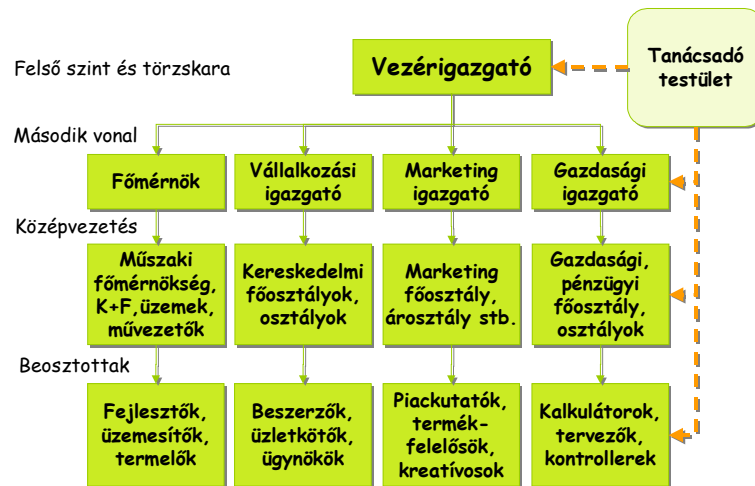 Felső szint és törzskara
Vezérigazgató
Tanácsadó
testület
Második vonal
Főmérnök
Vállalkozási
igazgató
Marketing
igazgató
Gazdasági
igazgató
Középvezetés
Műszaki
főmérnökség,
K+F,üzemek,
művezetők
Kereskedelmi
főosztályok,
osztályok
Marketing
főosztály,
árosztály stb.
Gazdasági,
pénzügyi
főosztály,
osztályok
Beosztottak
Fejlesztők,
üzemesítők,
termelők
Beszerzők,
üzletkötők,
ügynökök
Piackutatók,
termék-
felelősök,
kreatívosok
Kalkulátorok,
tervezők,
kontrollerek